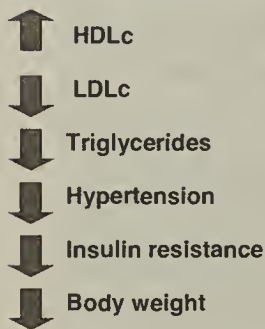 HDLc
LDLc
Triglycerides
Hypertension
Insulin resistance
Body weight